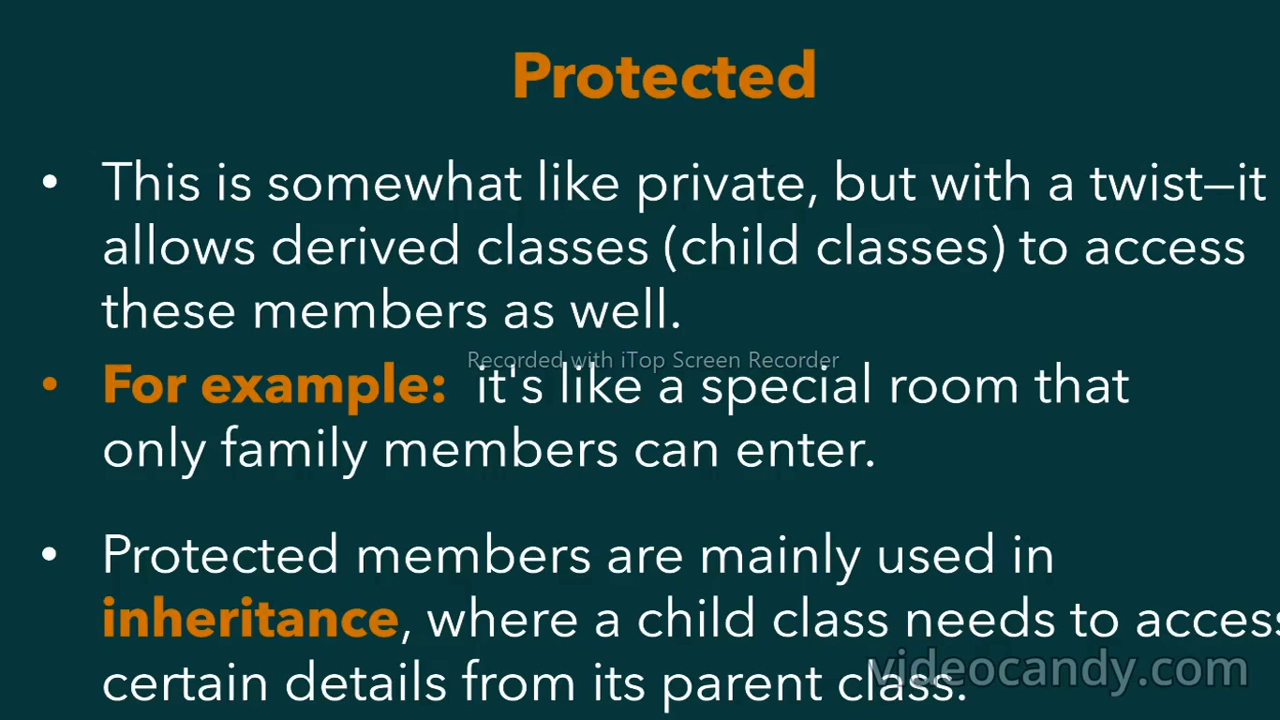 Protected
• This is somewhat like private, but with a twist—it
allows derived classes (child classes) to access
these members as well.
Recorded with iTop Screen Recorder
• For example: it's like a special room that
only family members can enter.
• Protected members are mainly used in
inheritance, where a child class needs to access
certain details from its parent class.
videocandy.com